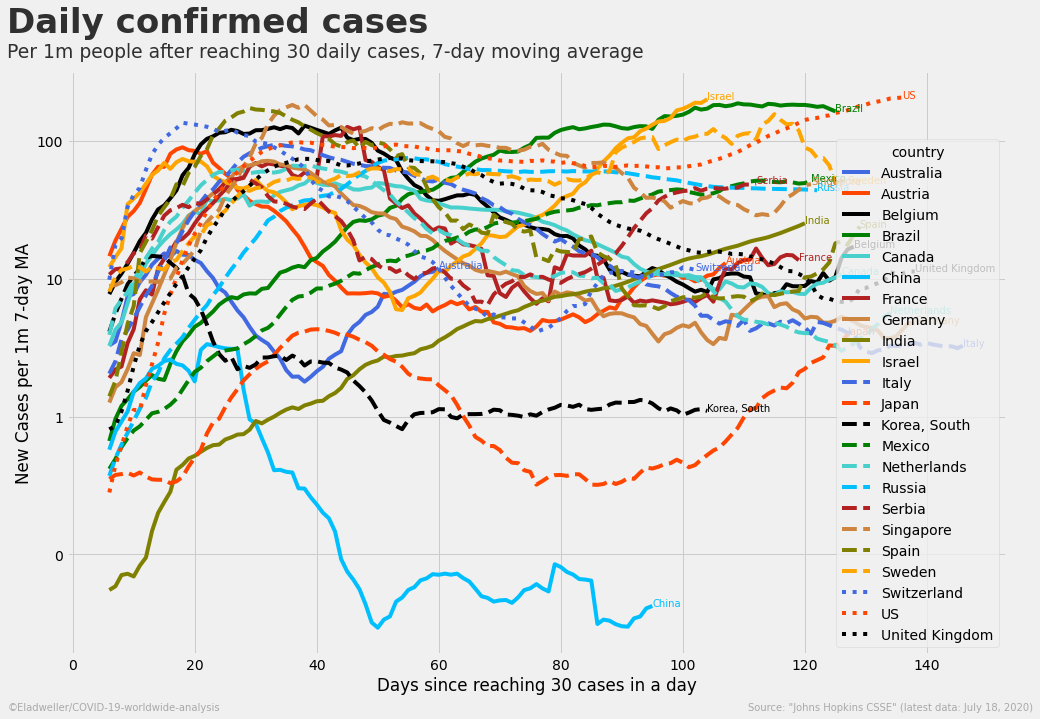 Daily confirmed cases
Per 1m people after reaching 30 daily cases, 7-day moving average
New Cases per 1m 7-day MA
100
10
1
0
0
20
40
60
80
100
120
140
Days since reaching 30 cases in a day
Israel
US
Brazil
Serbia
Mexico
India
Spain
Belgium
France
Austria
Switzerland
Australia
United Kingdom
Italy
Korea, South
China
country
Australia
Austria
Belgium
Brazil
Canada
China
France
Germany
India
Israel
Italy
Japan
Korea, South
Mexico
Netherlands
Russia
Serbia
Singapore
Spain
Sweden
Switzerland
US
United Kingdom
©Eladweller/COVID-19-worldwide-analysis
Source: "Johns Hopkins CSSE" (latest data: July 18, 2020)